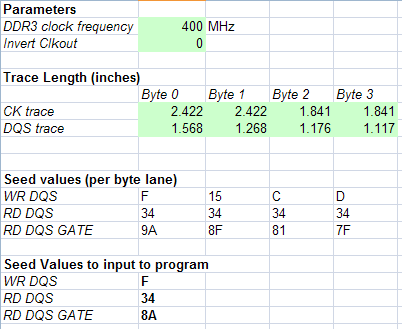 Parameters
DDR3 clock frequency 400 MHz
Invert Clkout 0
Trace Length (inches)
Byte 0 Byte 1 Byte 2 Byte 3
CK trace 2.422 2.422 1.841 1.841
DQS trace 1.568 1.268 1.176 1.117
Seed values (per byte lane)
WR DQS F 15 C D
RD DQS 34 34 34 34
RD DQS GATE 9A 8F 81 7F
Seed Values to input to program
WR DQS F
RD DQS 34
RD DQS GATE 8A